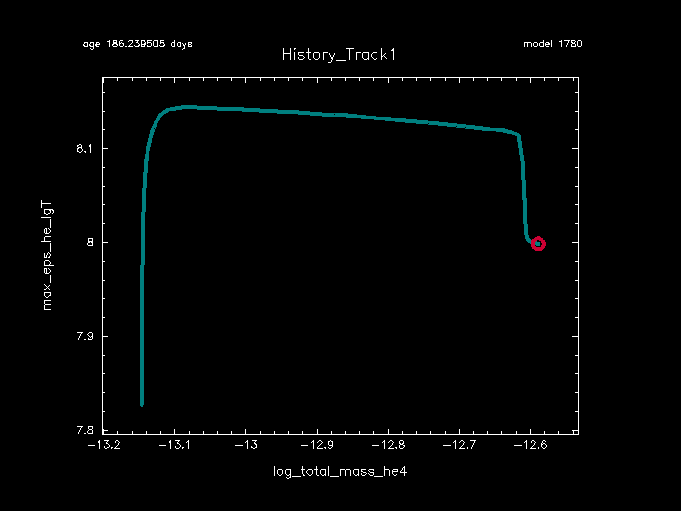 age 186.239505 days
model 1780
History_Track1
8.1
8
7.9
7.8
max_eps_he_lgT
−13.2 −13.1 −13 −12.9 −12.8 −12.7 −12.6
log_total_mass_he4